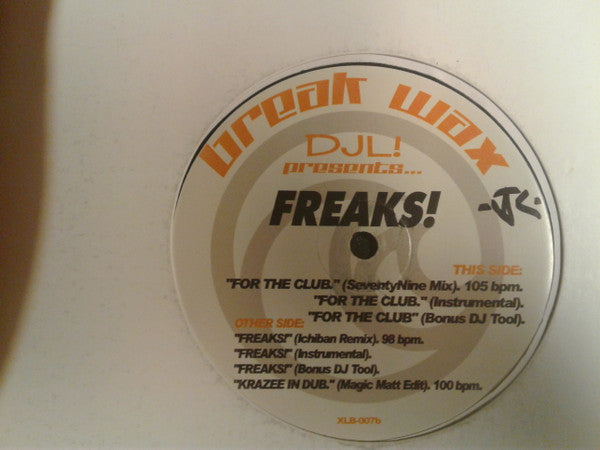 break wax
DJL!
presents...
FREAKS!
-JC-
THIS SIDE:
"FOR THE CLUB." (SeventyNine Mix). 105 bpm.
"FOR THE CLUB." (Instrumental).
"FOR THE CLUB" (Bonus DJ Tool).
OTHER SIDE:
"FREAKS!" (Ichiban Remix). 98 bpm.
"FREAKS!" (Instrumental).
"FREAKS!" (Bonus DJ Tool).
"KRAZEE IN DUB." (Magic Matt Edit). 100 bpm.
XLB-007b